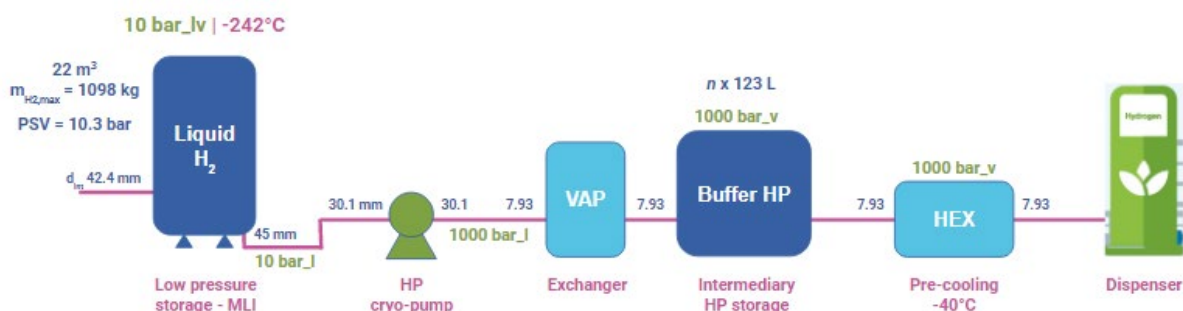 10 bar_lv | -242°C
22 m³
m_H2,max = 1098 kg
PSV = 10.3 bar
Liquid
H₂
d_int 42.4 mm
45 mm
10 bar_l
30.1 mm
30.1
7.93
1000 bar_l
VAP
7.93
n x 123 L
1000 bar_v
Buffer HP
7.93
1000 bar_v
HEX
7.93
Hydrogen
Low pressure
storage - MLI
HP
cryo-pump
Exchanger
Intermediary
HP storage
Pre-cooling
-40°C
Dispenser